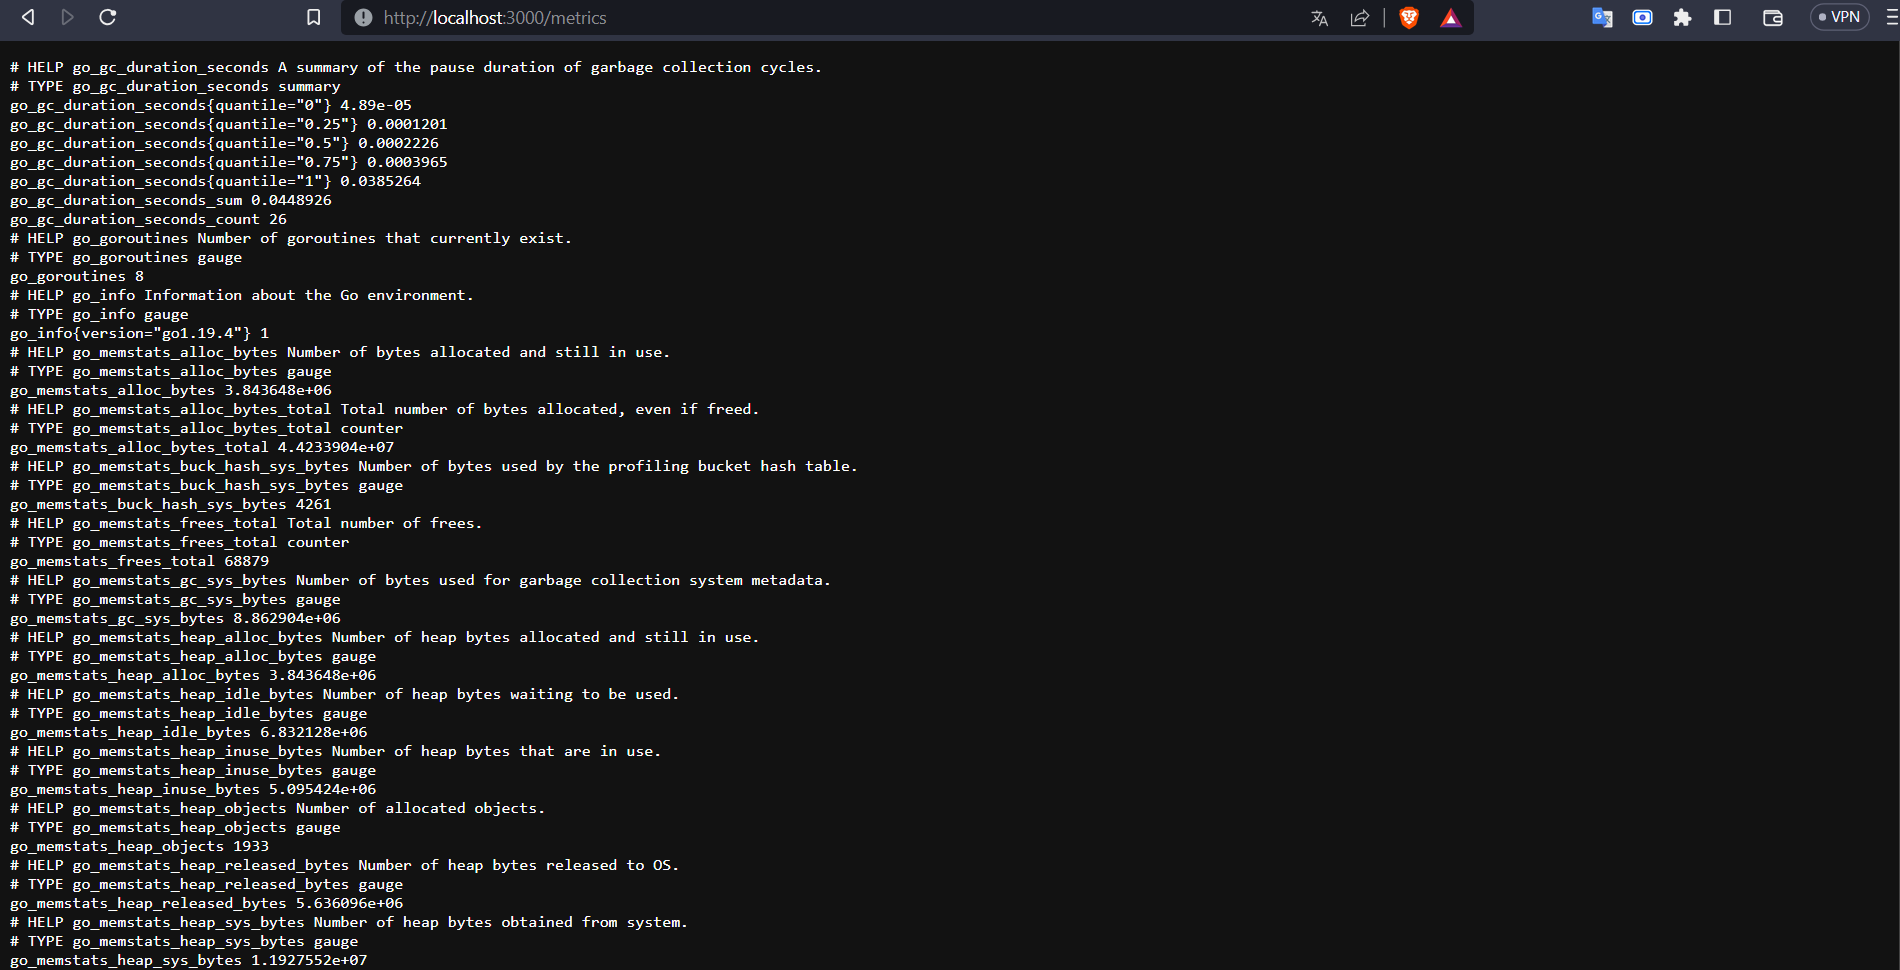 http://localhost:3000/metrics
VPN
# HELP go_gc_duration_seconds A summary of the pause duration of garbage collection cycles.
# TYPE go_gc_duration_seconds summary
go_gc_duration_seconds{quantile="0"} 4.89e-05
go_gc_duration_seconds{quantile="0.25"} 0.0001201
go_gc_duration_seconds{quantile="0.5"} 0.0002226
go_gc_duration_seconds{quantile="0.75"} 0.0003965
go_gc_duration_seconds{quantile="1"} 0.0385264
go_gc_duration_seconds_sum 0.0448926
go_gc_duration_seconds_count 26
# HELP go_goroutines Number of goroutines that currently exist.
# TYPE go_goroutines gauge
go_goroutines 8
# HELP go_info Information about the Go environment.
# TYPE go_info gauge
go_info{version="go1.19.4"} 1
# HELP go_memstats_alloc_bytes Number of bytes allocated and still in use.
# TYPE go_memstats_alloc_bytes gauge
go_memstats_alloc_bytes 3.843648e+06
# HELP go_memstats_alloc_bytes_total Total number of bytes allocated, even if freed.
# TYPE go_memstats_alloc_bytes_total counter
go_memstats_alloc_bytes_total 4.4233904e+07
# HELP go_memstats_buck_hash_sys_bytes Number of bytes used by the profiling bucket hash table.
# TYPE go_memstats_buck_hash_sys_bytes gauge
go_memstats_buck_hash_sys_bytes 4261
# HELP go_memstats_frees_total Total number of frees.
# TYPE go_memstats_frees_total counter
go_memstats_frees_total 68879
# HELP go_memstats_gc_sys_bytes Number of bytes used for garbage collection system metadata.
# TYPE go_memstats_gc_sys_bytes gauge
go_memstats_gc_sys_bytes 8.862904e+06
# HELP go_memstats_heap_alloc_bytes Number of heap bytes allocated and still in use.
# TYPE go_memstats_heap_alloc_bytes gauge
go_memstats_heap_alloc_bytes 3.843648e+06
# HELP go_memstats_heap_idle_bytes Number of heap bytes waiting to be used.
# TYPE go_memstats_heap_idle_bytes gauge
go_memstats_heap_idle_bytes 6.832128e+06
# HELP go_memstats_heap_inuse_bytes Number of heap bytes that are in use.
# TYPE go_memstats_heap_inuse_bytes gauge
go_memstats_heap_inuse_bytes 5.095424e+06
# HELP go_memstats_heap_objects Number of allocated objects.
# TYPE go_memstats_heap_objects gauge
go_memstats_heap_objects 1933
# HELP go_memstats_heap_released_bytes Number of heap bytes released to OS.
# TYPE go_memstats_heap_released_bytes gauge
go_memstats_heap_released_bytes 5.636096e+06
# HELP go_memstats_heap_sys_bytes Number of heap bytes obtained from system.
# TYPE go_memstats_heap_sys_bytes gauge
go_memstats_heap_sys_bytes 1.1927552e+07